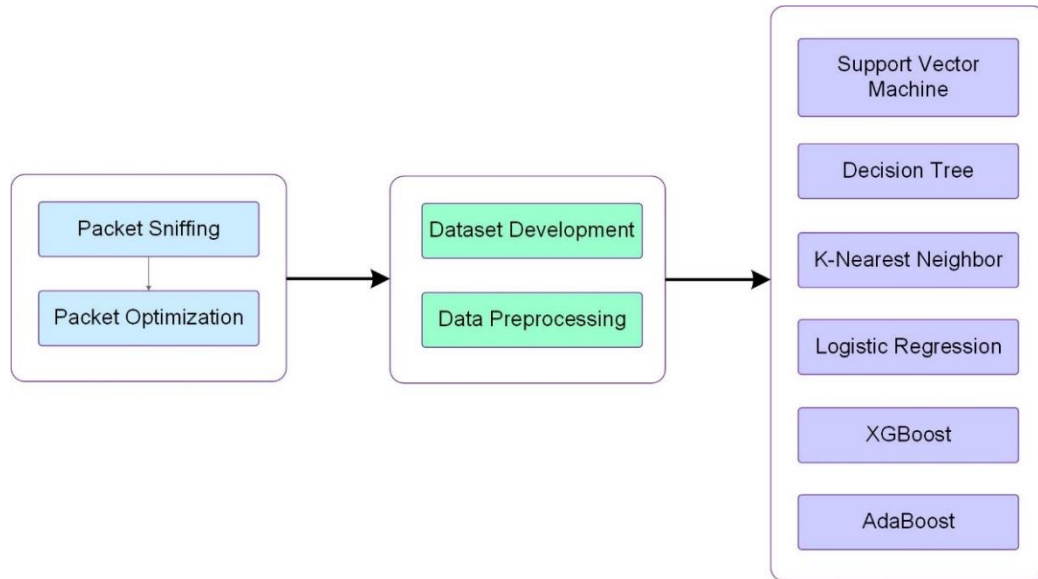 Packet Sniffing
Packet Optimization
Dataset Development
Data Preprocessing
Support Vector
Machine
Decision Tree
K-Nearest Neighbor
Logistic Regression
XGBoost
AdaBoost